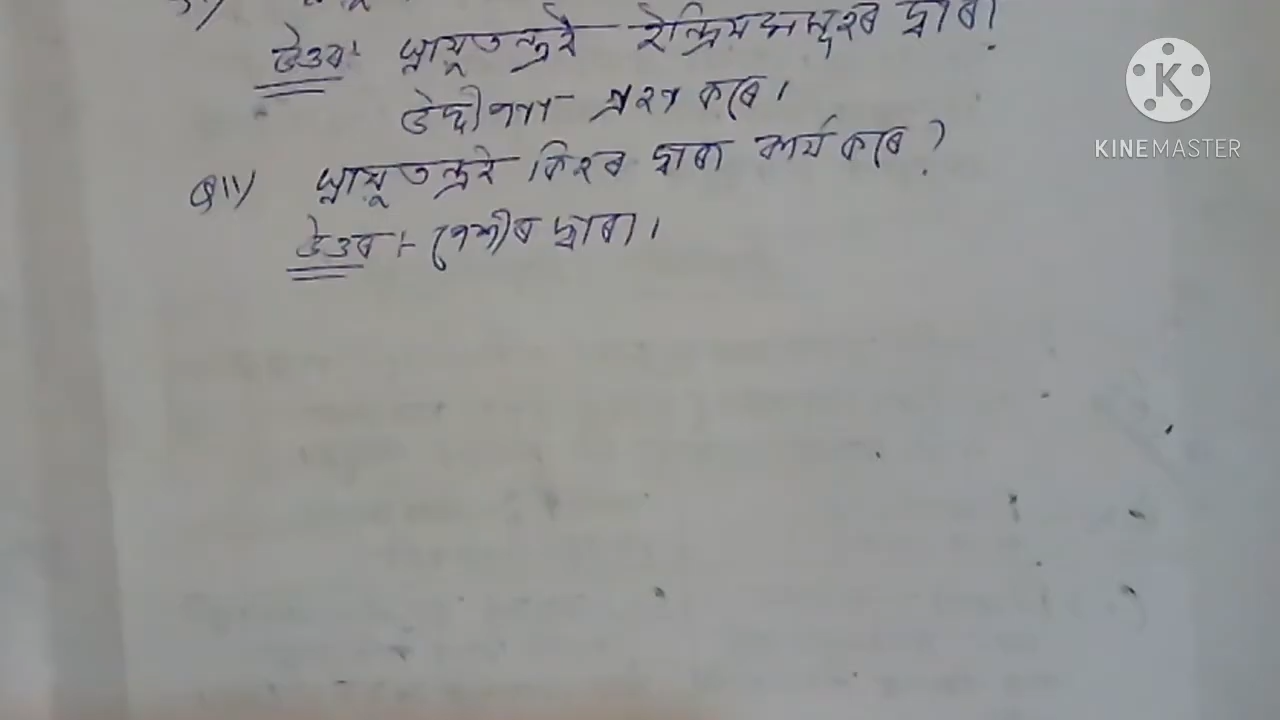 উত্তৰ: স্নায়ুতন্ত্ৰই ইন্দ্ৰিয়সমূহৰ দ্বাৰা
উদ্দীপনা গ্ৰহণ কৰে।
স্নায়ুতন্ত্ৰই কিহৰ দ্বাৰা কাৰ্য কৰে?
উত্তৰ:- পেশীৰ দ্বাৰা।
KINEMASTER